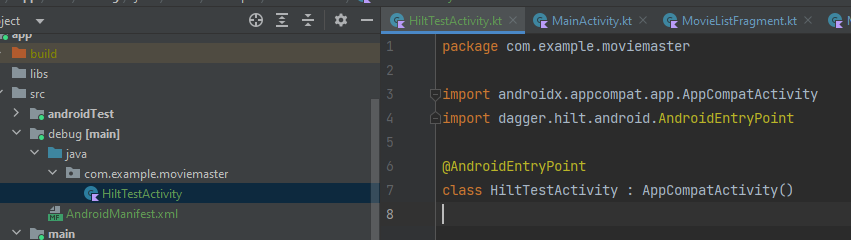 oject
HiltTestActivity.kt
MainActivity.kt
MovieListFragment.kt
app
build
libs
src
androidTest
debug [main]
java
com.example.moviemaster
HiltTestActivity
MF
AndroidManifest.xml
main
1 package com.example.moviemaster
2
3 import androidx.appcompat.app.AppCompatActivity
4 import dagger.hilt.android.AndroidEntryPoint
5
6 @AndroidEntryPoint
7 class HiltTestActivity : AppCompatActivity()
8